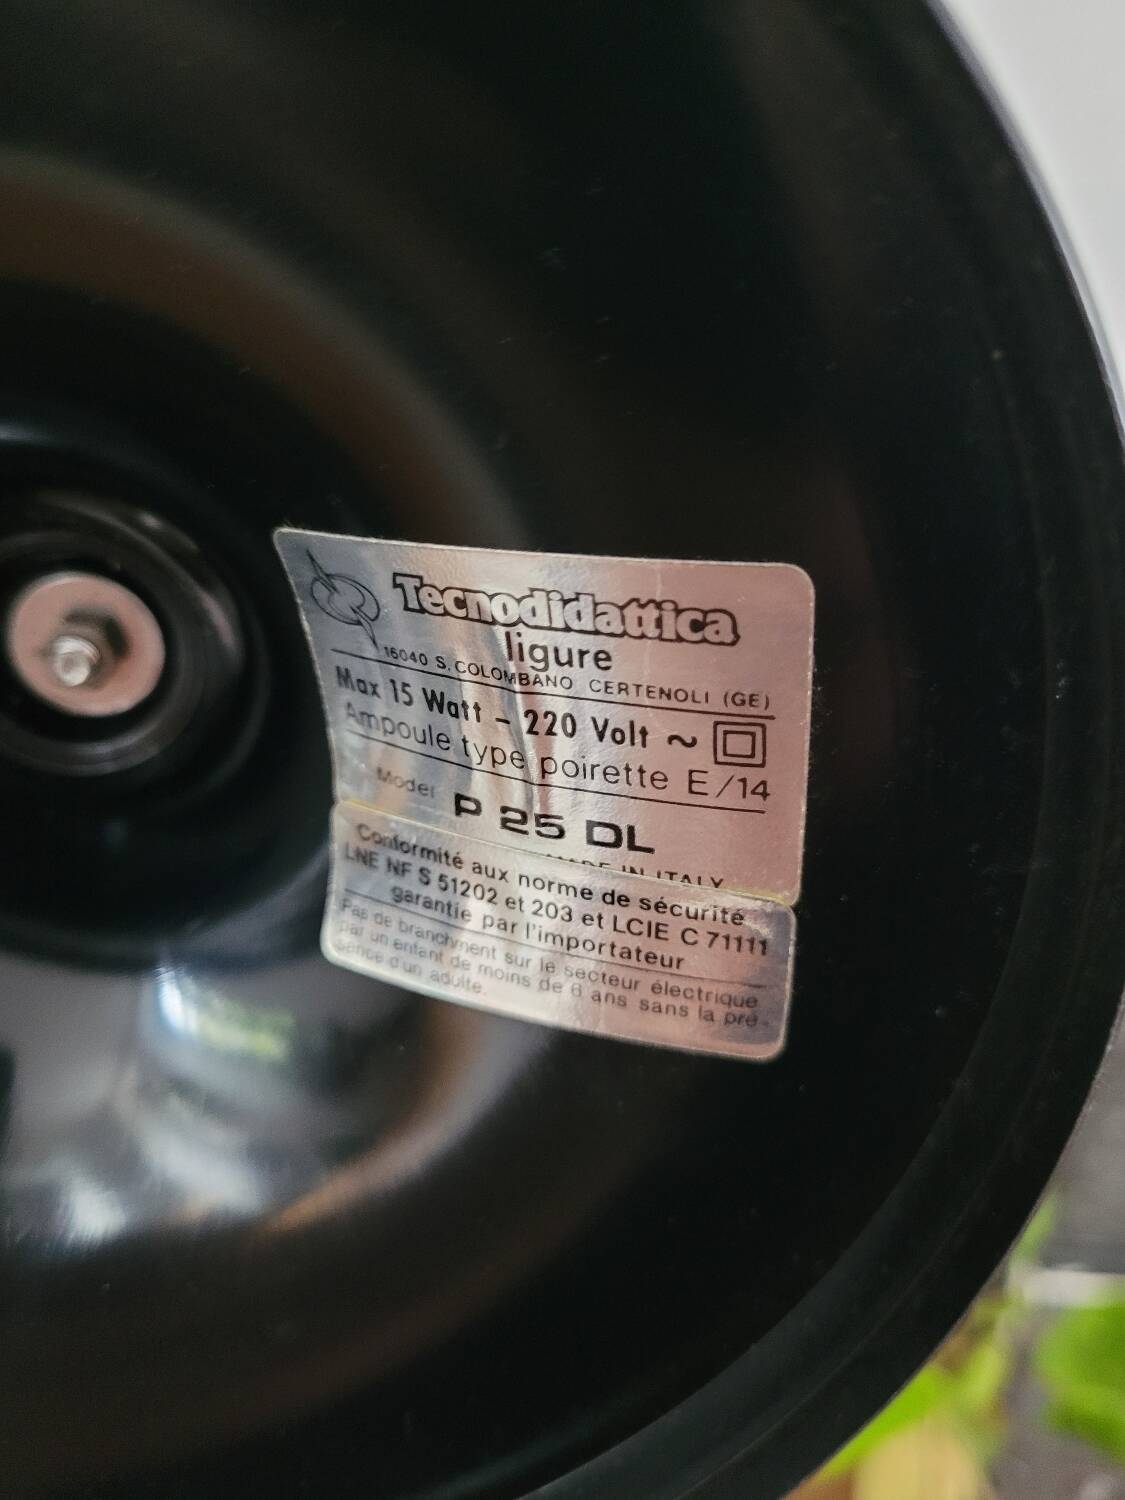 Tecnodidattica
ligure
16040 S. COLOMBANO CERTENOLI (GE)
Max 15 Watt - 220 Volt ~
Ampoule type poirette E/14
Model P 25 DL
MADE IN ITALY
Conformité aux norme de sécurité
LNE NF S 51202 et 203 et LCIE C 71111
garantie par l'importateur
Pas de branchment sur le secteur électrique
par un enfant de moins de 6 ans sans la pré-
sence d'un adulte.